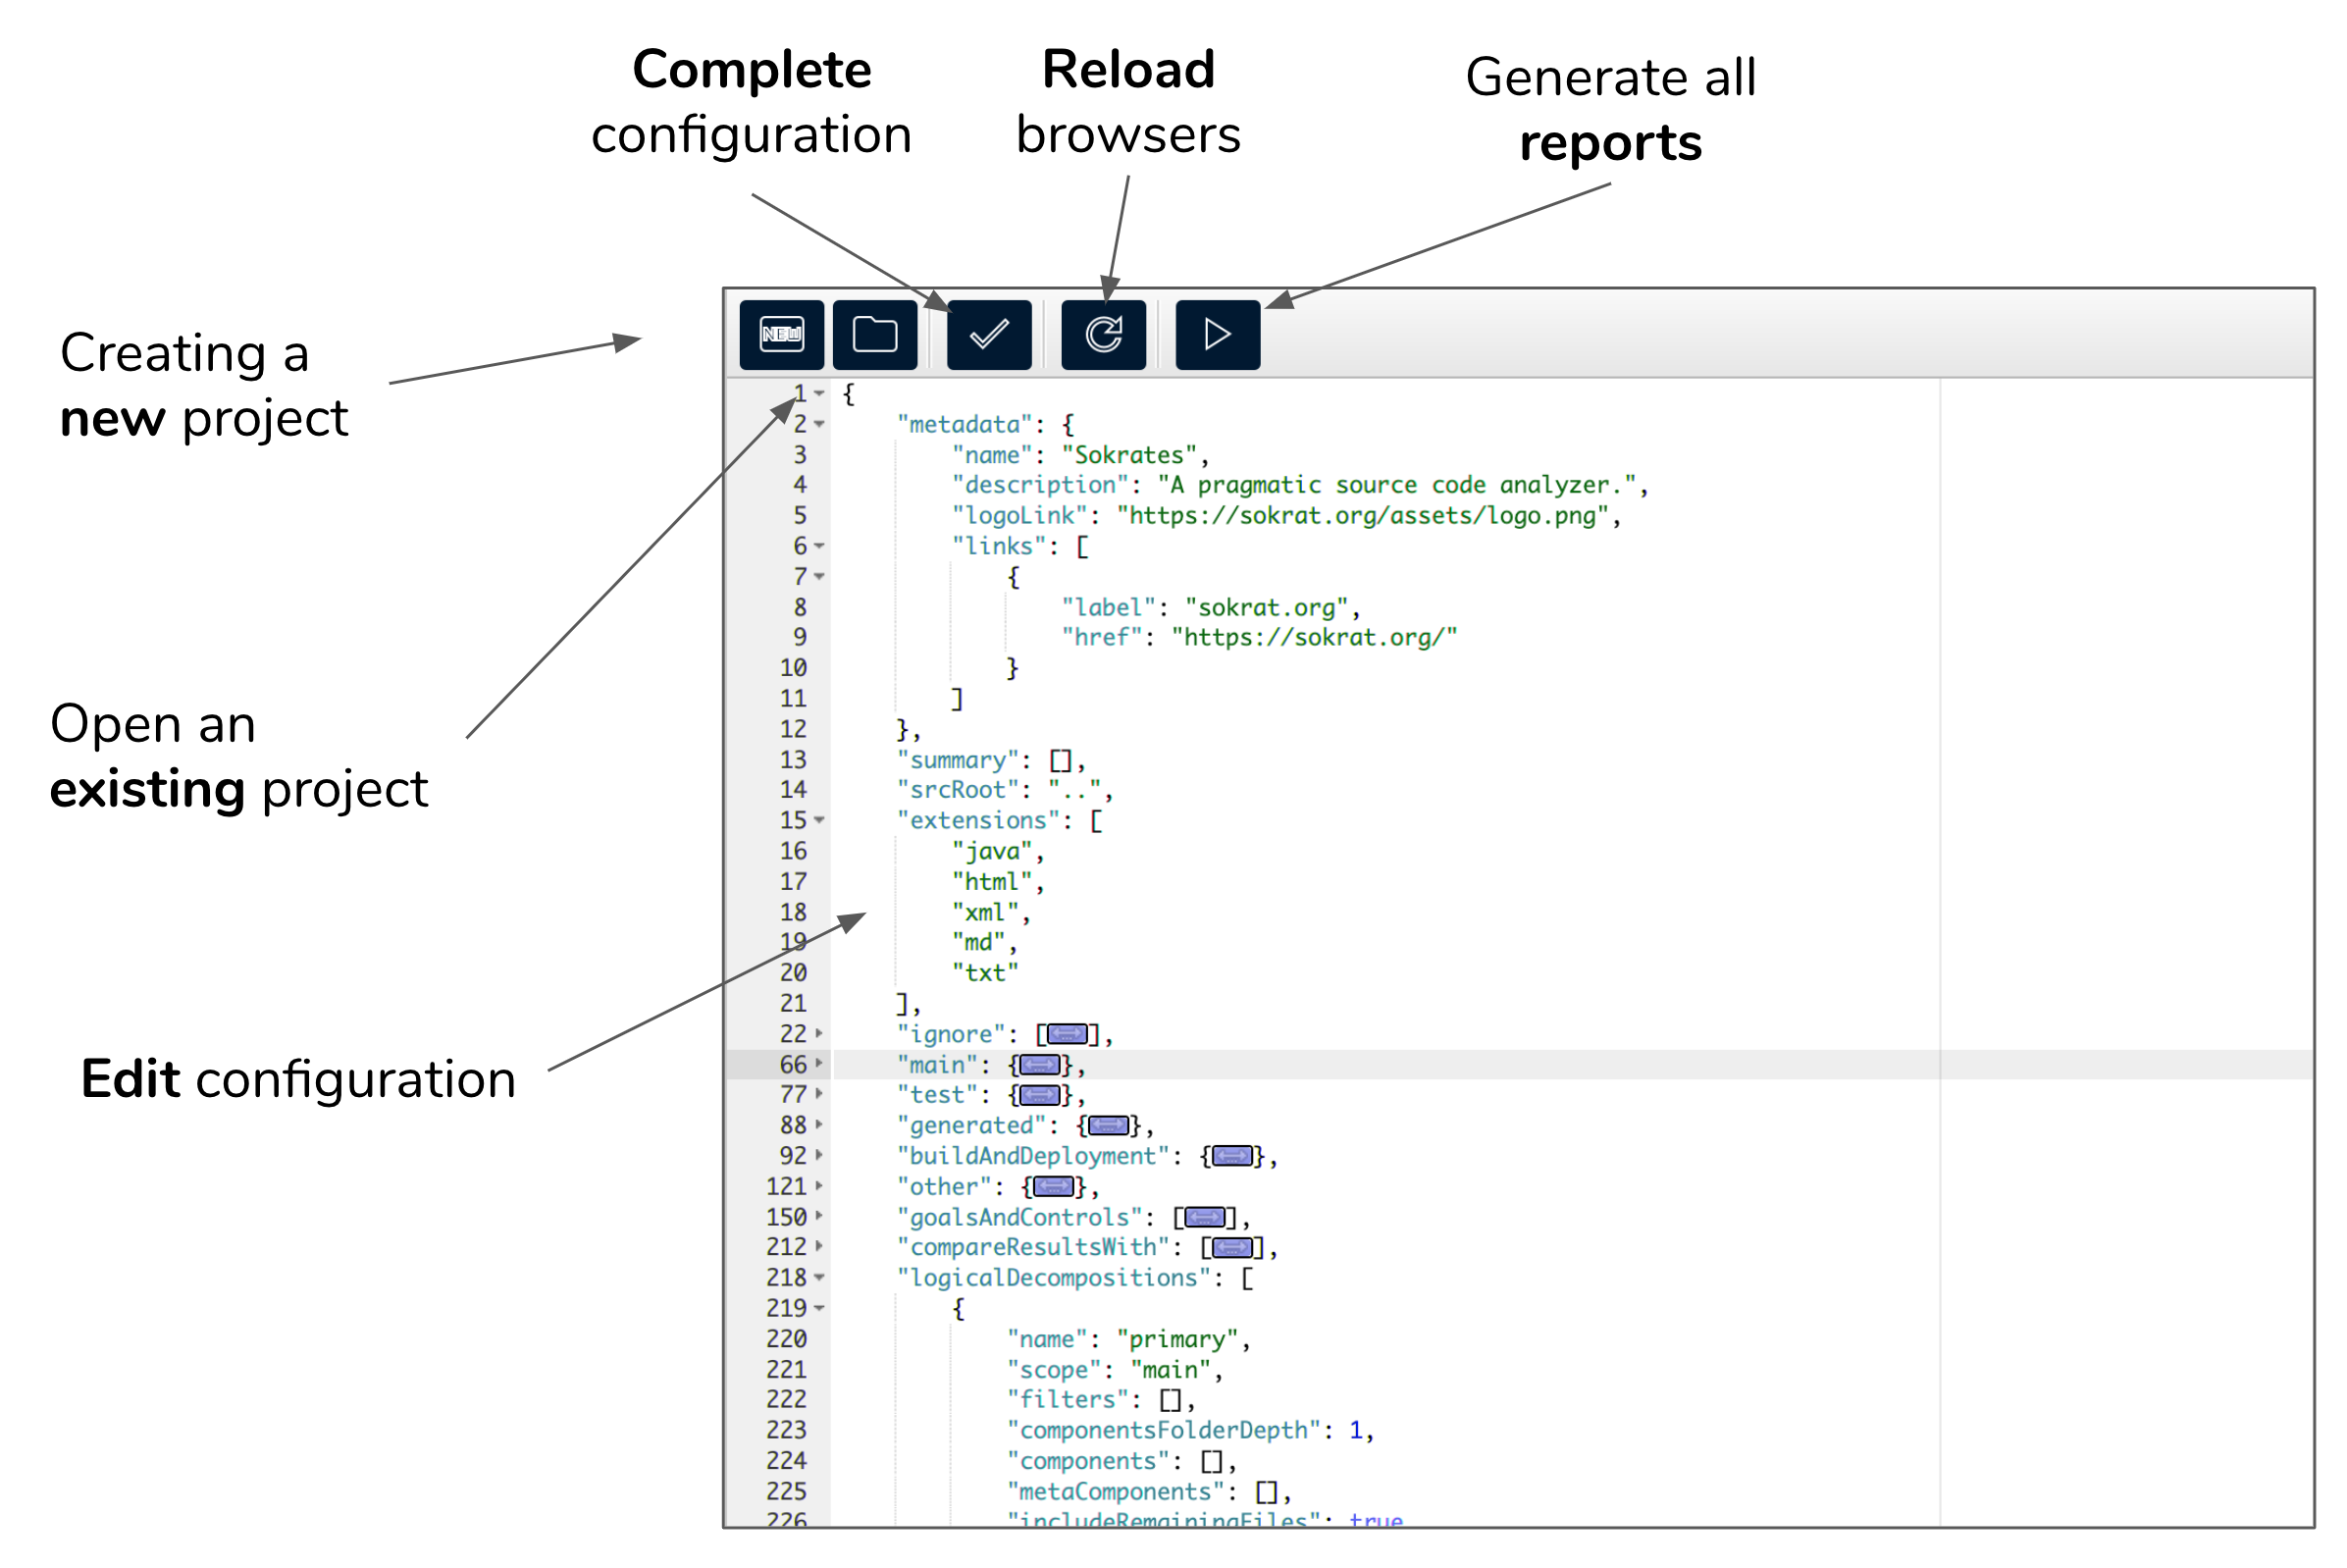 Complete
configuration
Reload
browsers
Generate all
reports
Creating a
new project
Open an
existing project
Edit configuration
NEW
1 {
2 "metadata": {
3 "name": "Sokrates",
4 "description": "A pragmatic source code analyzer.",
5 "logoLink": "https://sokrat.org/assets/logo.png",
6 "links": [
7 {
8 "label": "sokrat.org",
9 "href": "https://sokrat.org/"
10 }
11 ]
12 },
13 "summary": [],
14 "srcRoot": "..",
15 "extensions": [
16 "java",
17 "html",
18 "xml",
19 "md",
20 "txt"
21 ],
22 "ignore": [],
66 "main": {},
77 "test": {},
88 "generated": {},
92 "buildAndDeployment": {},
121 "other": {},
150 "goalsAndControls": [],
212 "compareResultsWith": [],
218 "logicalDecompositions": [
219 {
220 "name": "primary",
221 "scope": "main",
222 "filters": [],
223 "componentsFolderDepth": 1,
224 "components": [],
225 "metaComponents": [],
226 "includeRemainingFiles": true